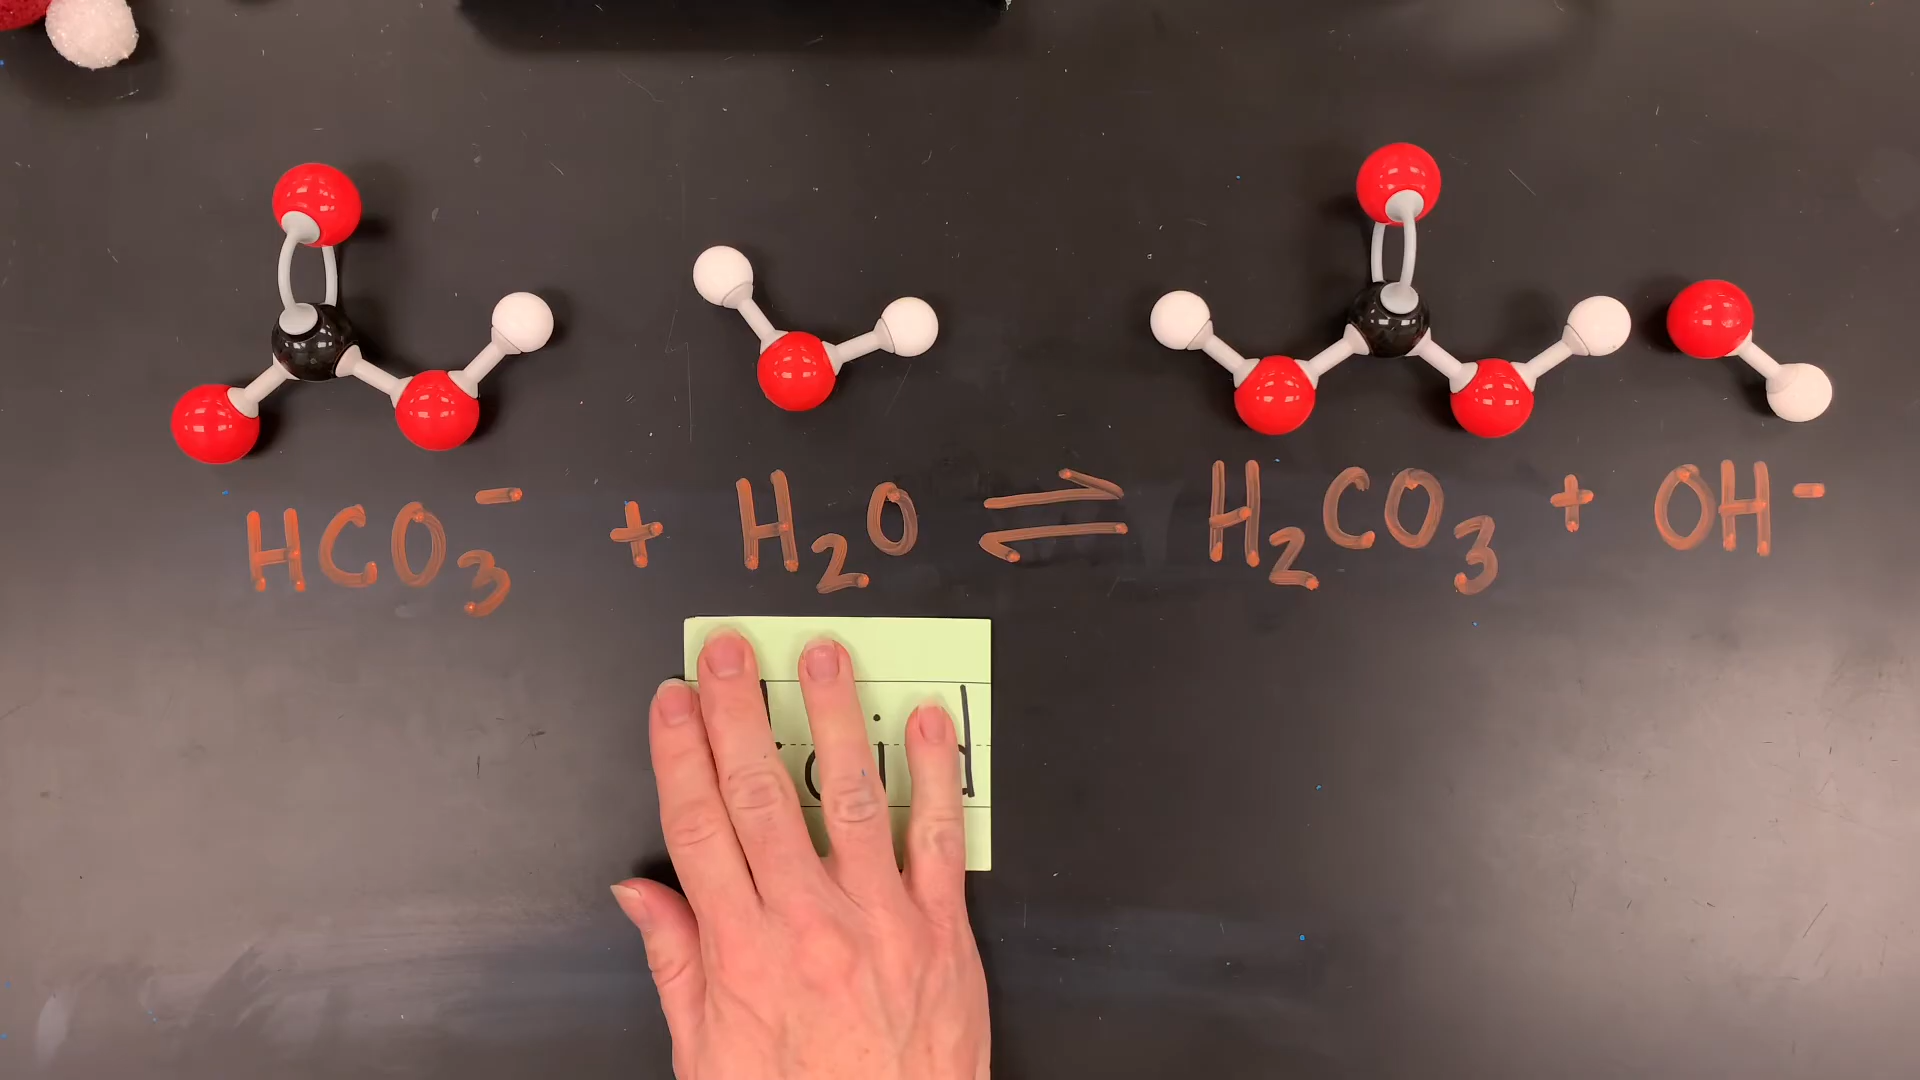 HCO₃⁻ + H₂O ⇌ H₂CO₃ + OH⁻